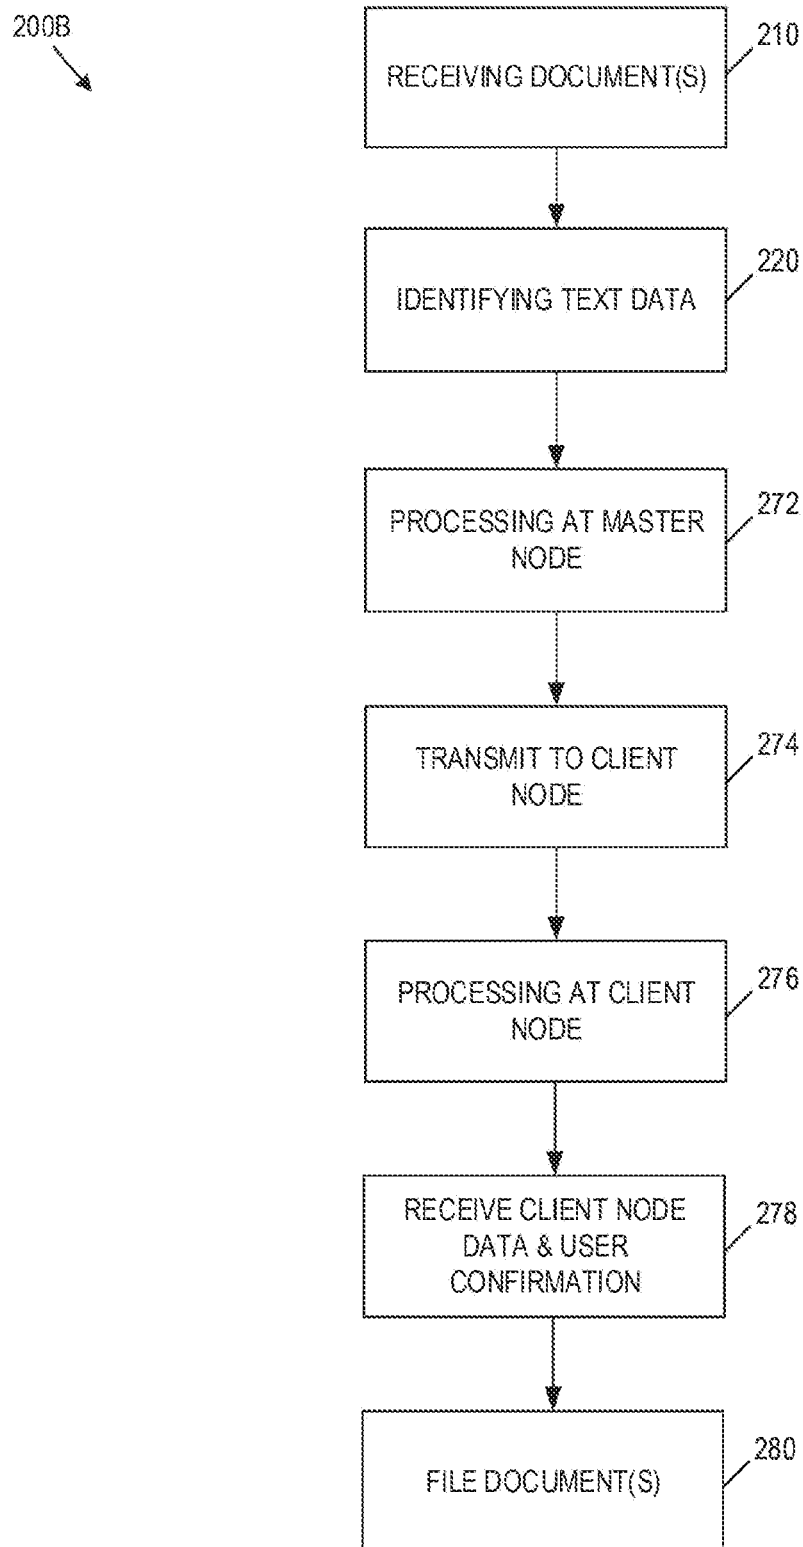 200B
210
RECEIVING DOCUMENT(S)
220
IDENTIFYING TEXT DATA
272
PROCESSING AT MASTER
NODE
274
TRANSMIT TO CLIENT
NODE
276
PROCESSING AT CLIENT
NODE
278
RECEIVE CLIENT NODE
DATA & USER
CONFIRMATION
280
FILE DOCUMENT(S)